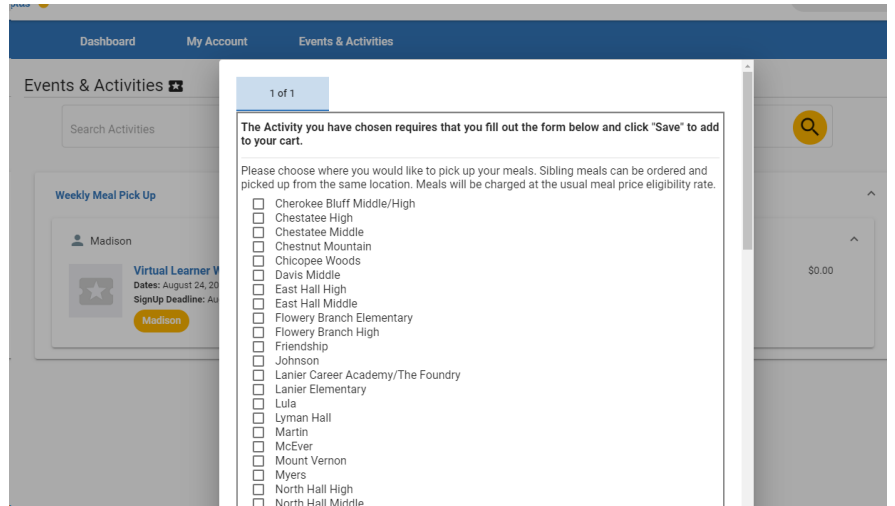 Dashboard
My Account
Events & Activities
Events & Activities
Search Activities
Weekly Meal Pick Up
Madison
Virtual Learner
Dates: August 24,
SignUp Deadline:
Madison
$0.00
1 of 1
The Activity you have chosen requires that you fill out the form below and click "Save" to add
to your cart.
Please choose where you would like to pick up your meals. Sibling meals can be ordered and
picked up from the same location. Meals will be charged at the usual meal price eligibility rate.
Cherokee Bluff Middle/High
Chestatee High
Chestatee Middle
Chestnut Mountain
Chicopee Woods
Davis Middle
East Hall High
East Hall Middle
Flowery Branch Elementary
Flowery Branch High
Friendship
Johnson
Lanier Career Academy/The Foundry
Lanier Elementary
Lula
Lyman Hall
Martin
McEver
Mount Vernon
Myers
North Hall High
North Hall Middle